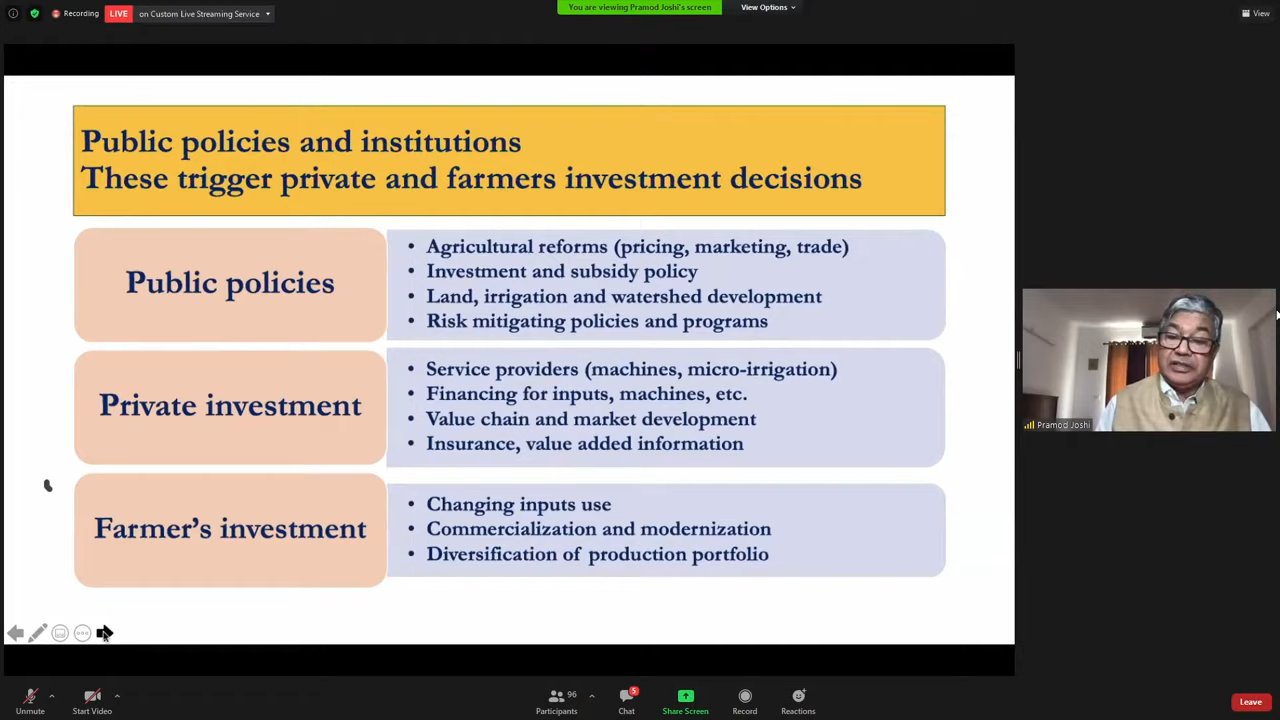 Recording
LIVE
on Custom Live Streaming Service
You are viewing Pramod Joshi's screen
View Options
View
Public policies and institutions
These trigger private and farmers investment decisions
Public policies
• Agricultural reforms (pricing, marketing, trade)
• Investment and subsidy policy
• Land, irrigation and watershed development
• Risk mitigating policies and programs
Private investment
• Service providers (machines, micro-irrigation)
• Financing for inputs, machines, etc.
• Value chain and market development
• Insurance, value added information
Farmer's investment
• Changing inputs use
• Commercialization and modernization
• Diversification of production portfolio
Pramod Joshi
Unmute
Start Video
96
Participants
5
Chat
Share Screen
Record
Reactions
Leave